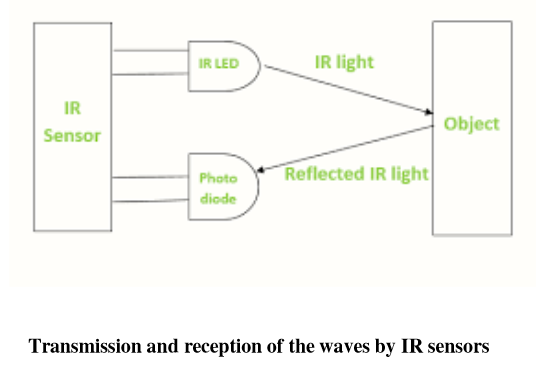 IR LED
IR light
IR
Sensor
Object
Photo
diode
Reflected IR light
Transmission and reception of the waves by IR sensors